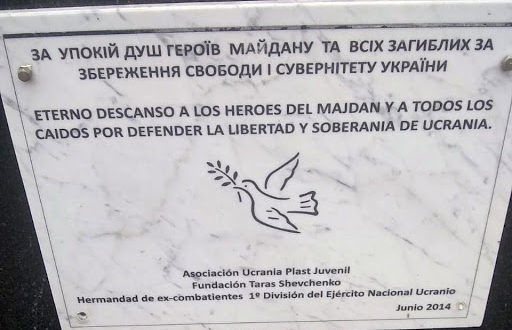 ЗА УПОКІЙ ДУШ ГЕРОЇВ МАЙДАНУ ТА ВСІХ ЗАГИБЛИХ ЗА
ЗБЕРЕЖЕННЯ СВОБОДИ І СУВЕРНІТЕТУ УКРАЇНИ
ETERNO DESCANSO A LOS HEROES DEL MAJDAN Y A TODOS LOS
CAIDOS POR DEFENDER LA LIBERTAD Y SOBERANIA DE UCRANIA.
Asociación Ucrania Plast Juvenil
Fundación Taras Shevchenko
Hermandad de ex-combatientes 1º División del Ejército Nacional Ucranio
Junio 2014